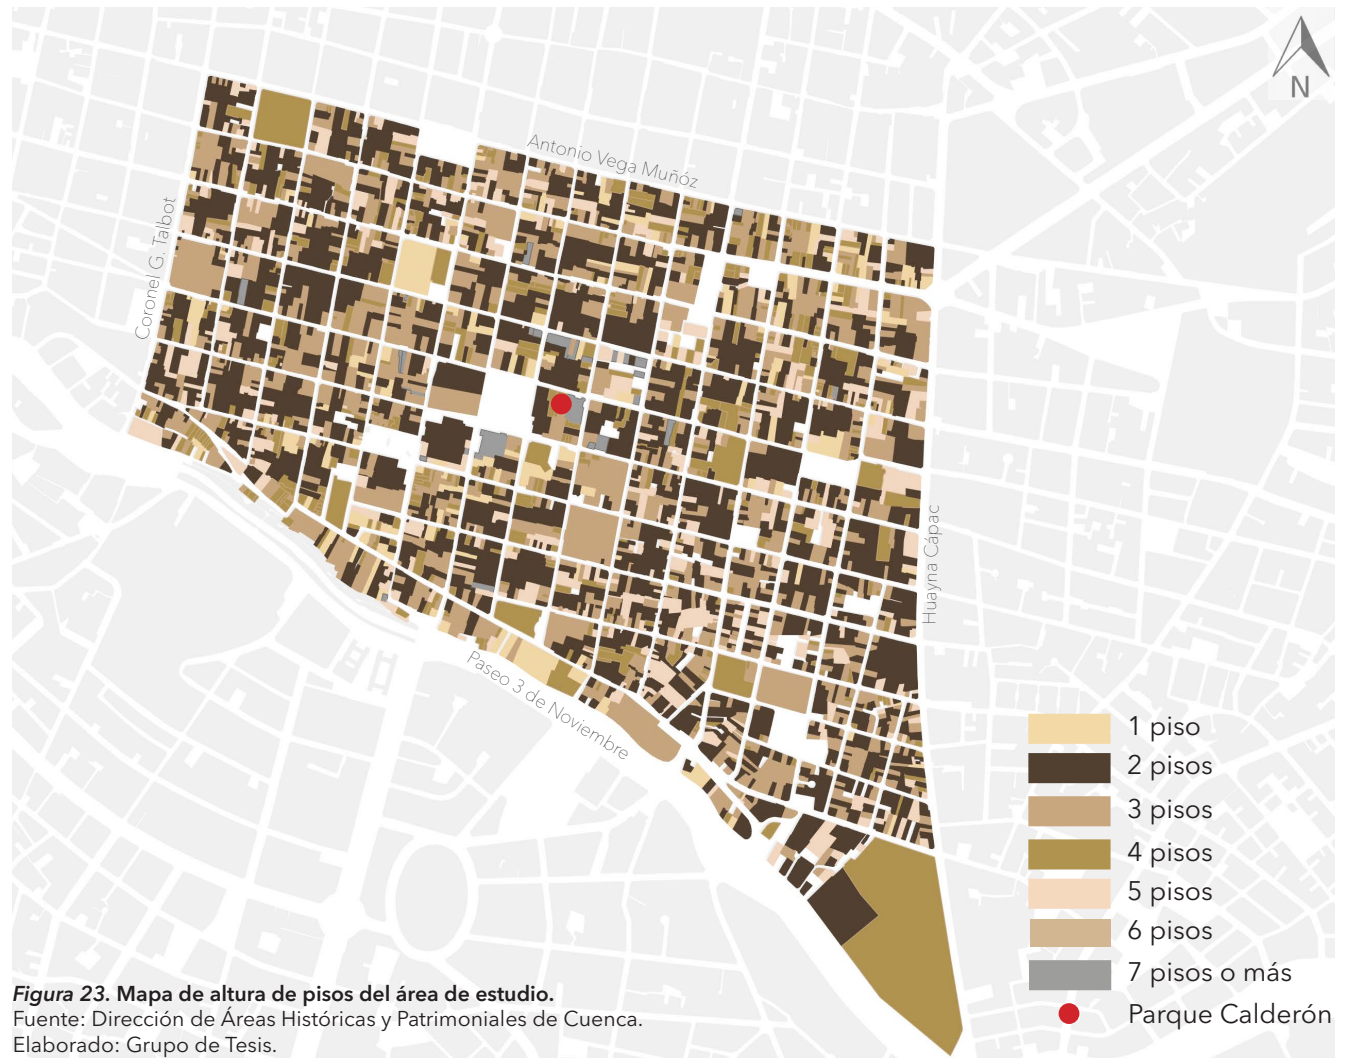 N
Antonio Vega Muñóz
Coronel G. Talbot
Huayna Cápac
Paseo 3 de Noviembre
1 piso
2 pisos
3 pisos
4 pisos
5 pisos
6 pisos
7 pisos o más
Parque Calderón
Figura 23. Mapa de altura de pisos del área de estudio.
Fuente: Dirección de Áreas Históricas y Patrimoniales de Cuenca.
Elaborado: Grupo de Tesis.